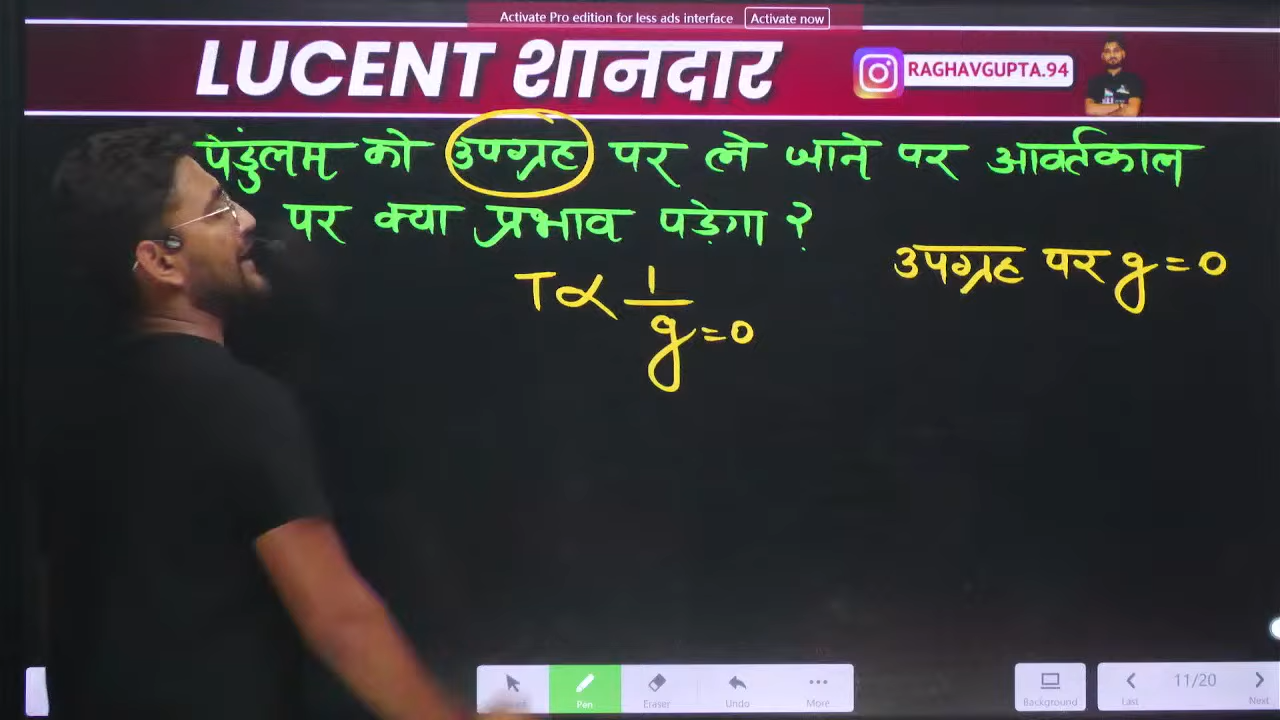 Activate Pro edition for less ads interface Activate now
LUCENT शानदार
RAGHAVGUPTA.94
पेंडुलम को उपग्रह पर ले जाने पर आवर्तकाल
पर क्या प्रभाव पड़ेगा ?
उपग्रह पर g = 0
T ∝ 1/g = 0
Pen
Eraser
Undo
More
Background
Last
11/20
Next